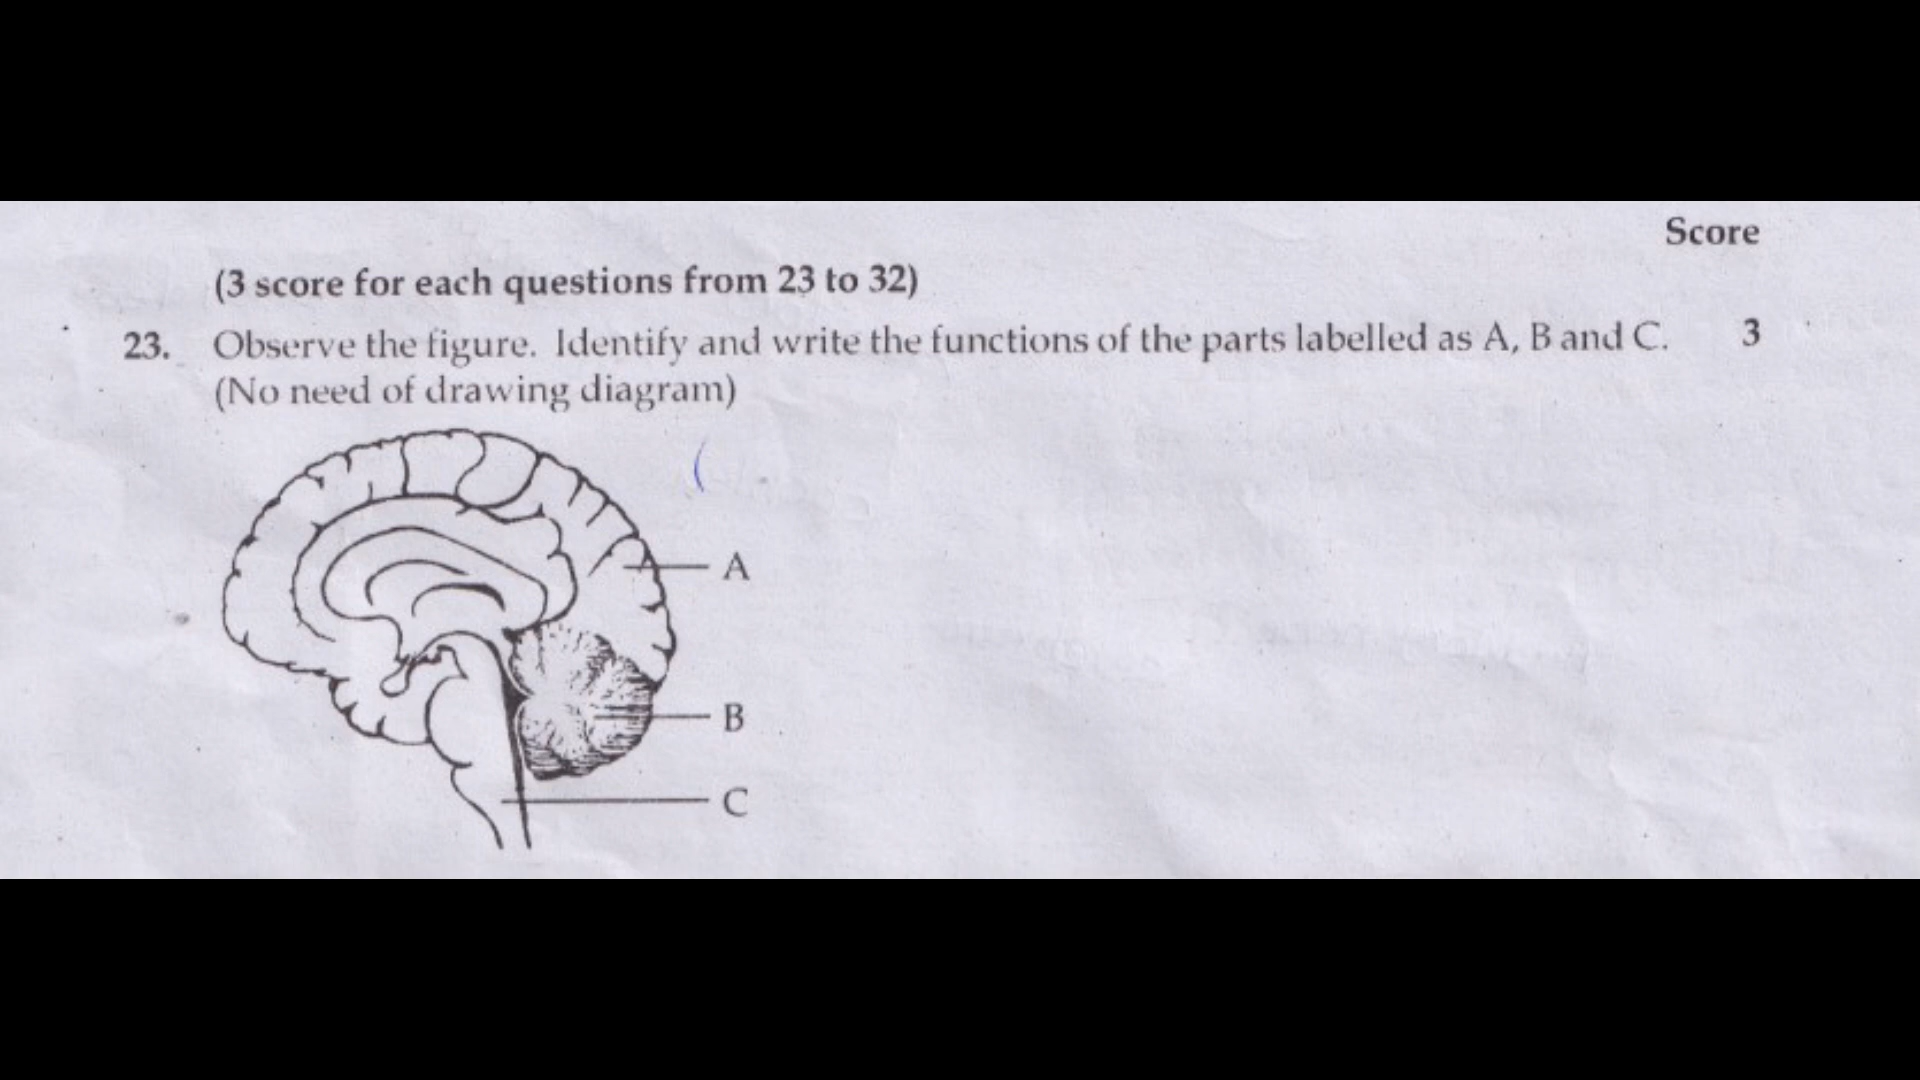 Score
(3 score for each questions from 23 to 32)
23. Observe the figure. Identify and write the functions of the parts labelled as A, B and C. 3
(No need of drawing diagram)
A
B
C